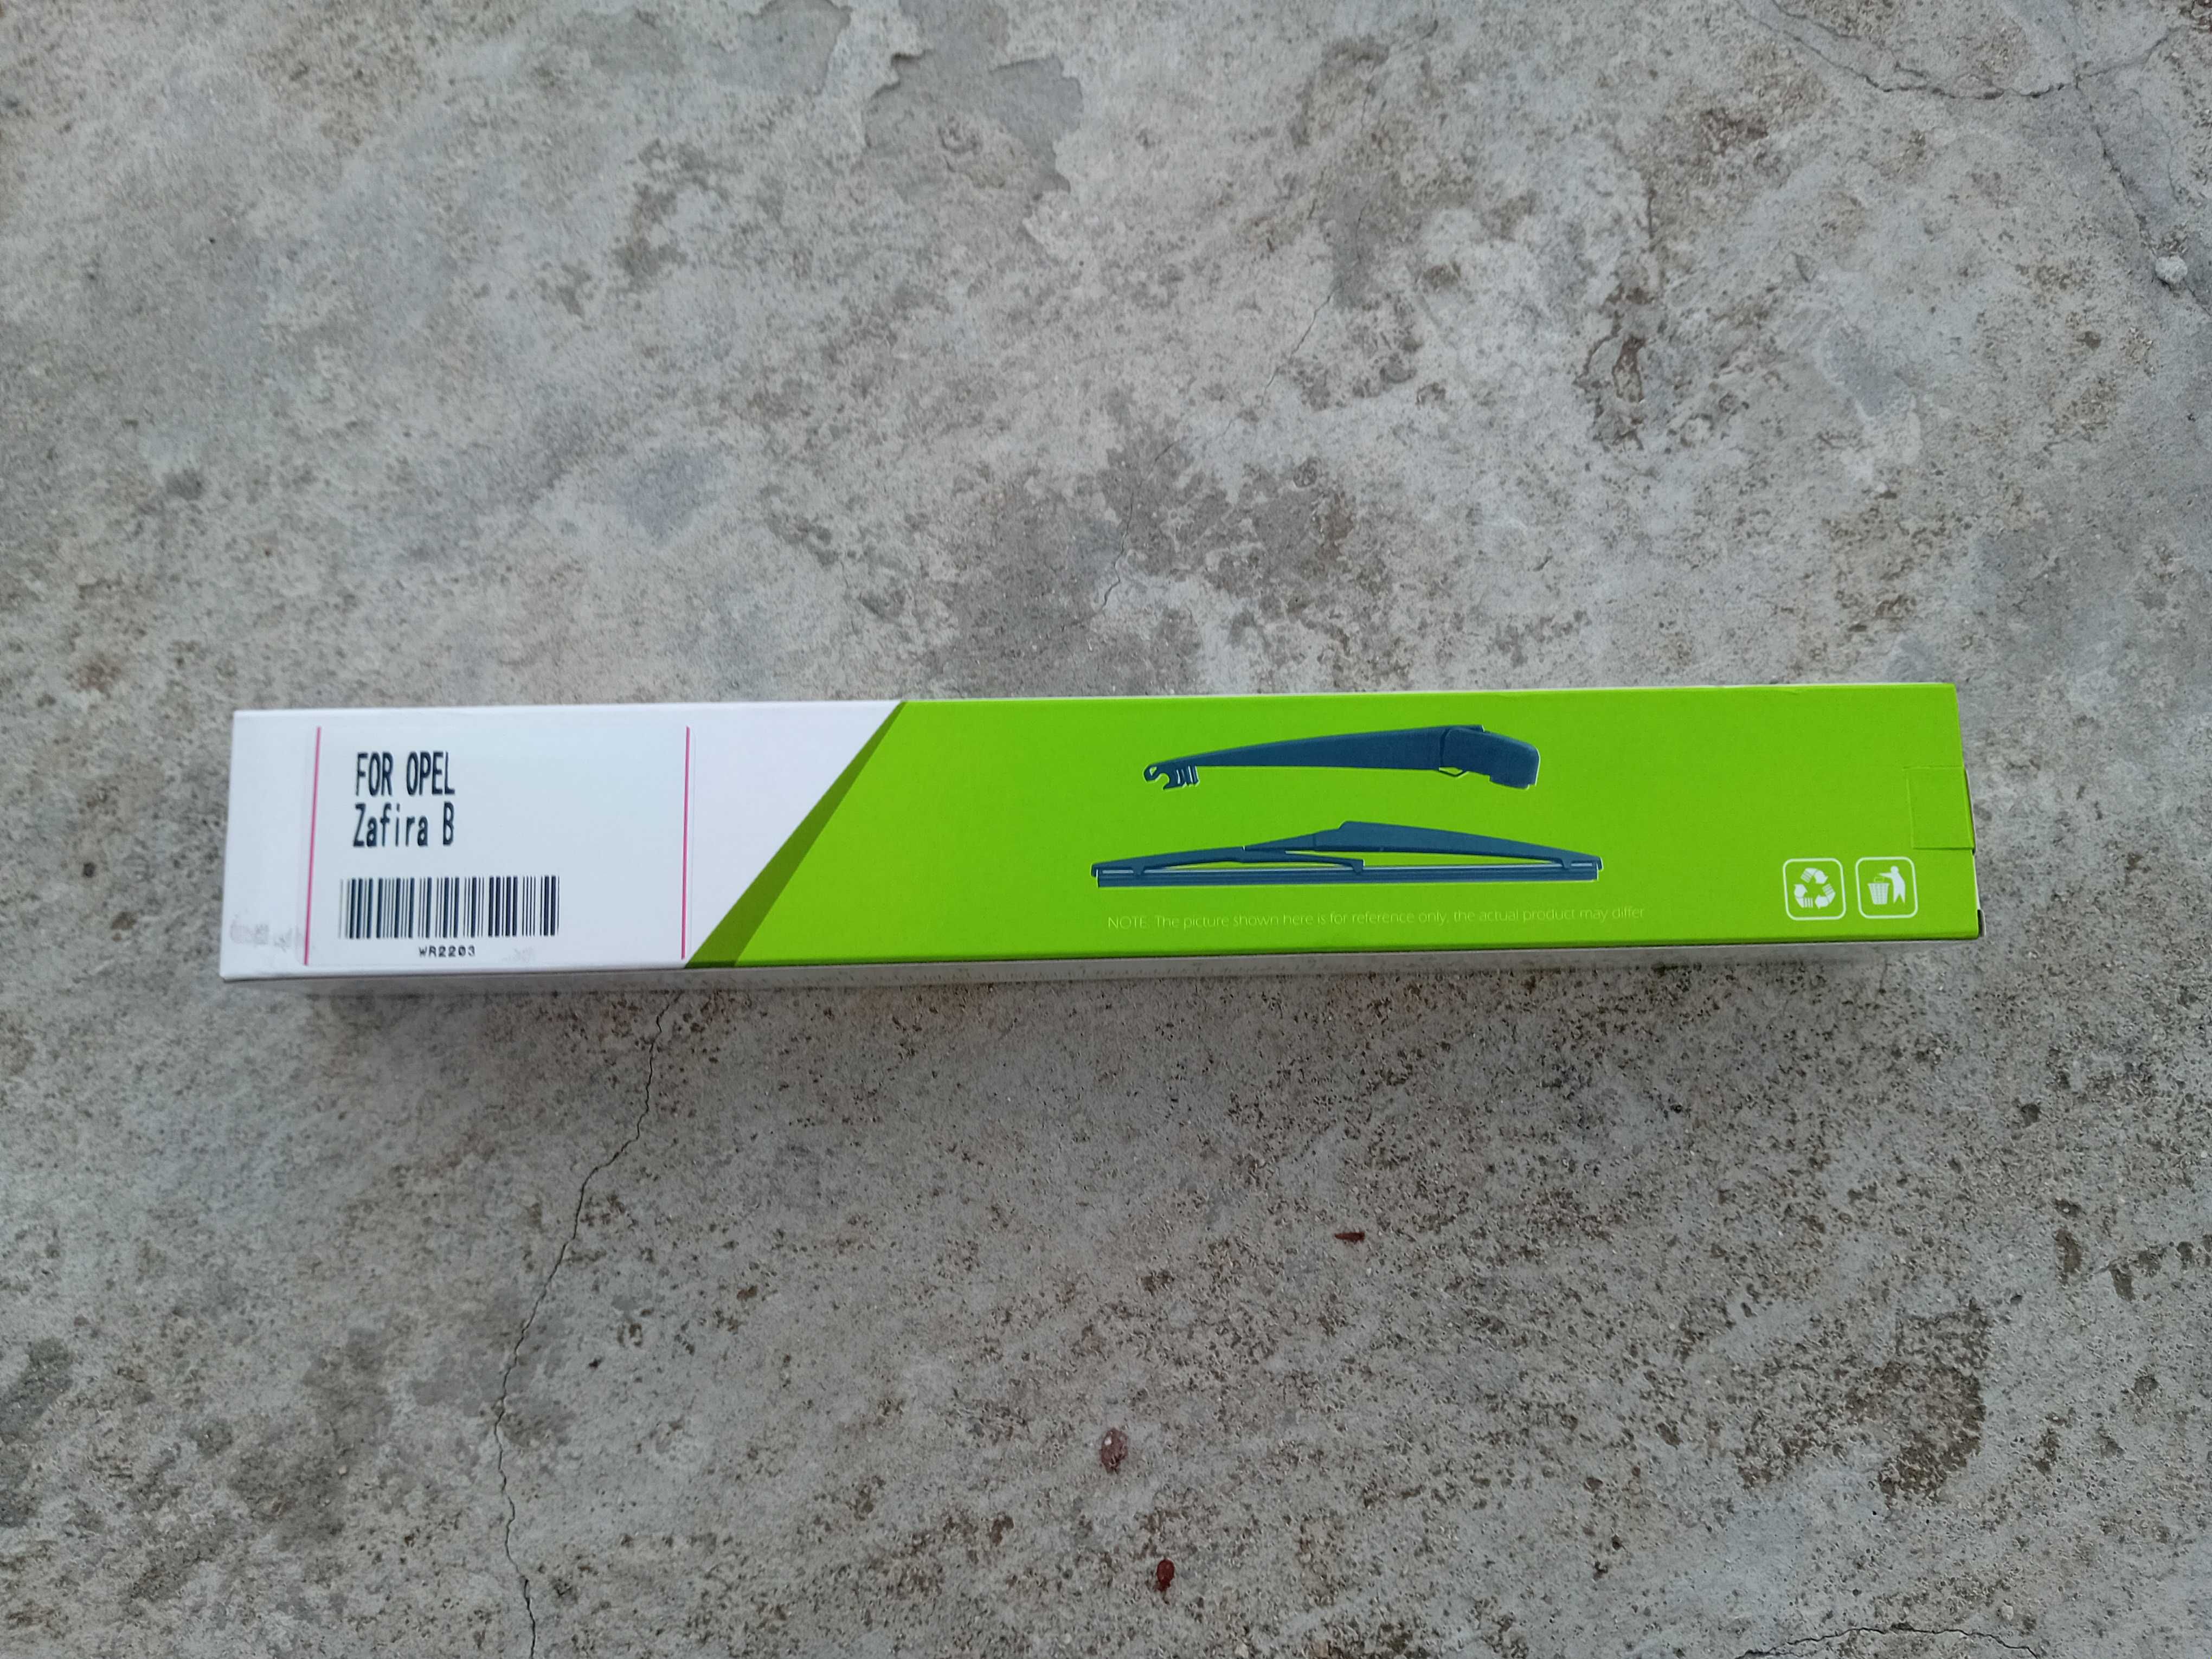 FOR OPEL
Zafira B
WR2203
NOTE. The picture shown here is for reference only, the actual product may differ